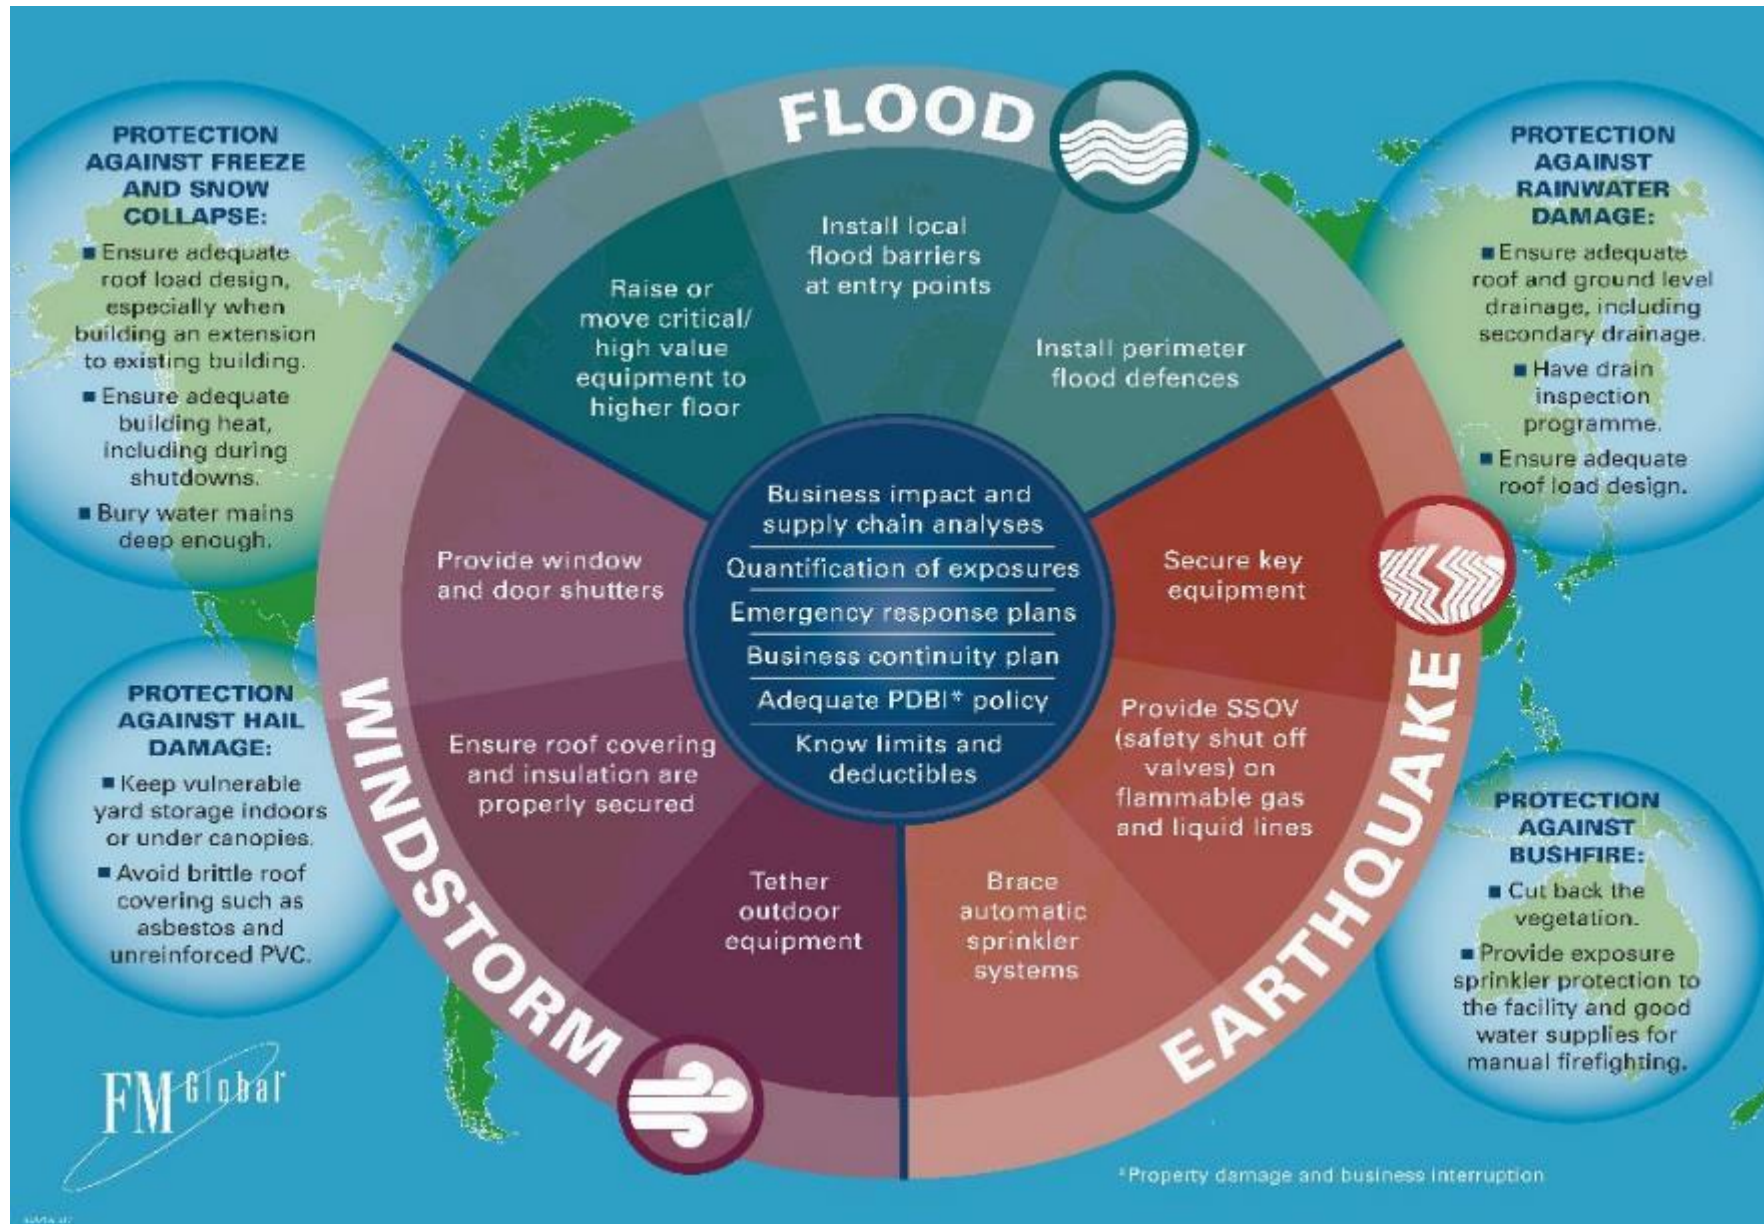 PROTECTION
AGAINST FREEZE
AND SNOW
COLLAPSE:
■ Ensure adequate
roof load design,
especially when
building an extension
to existing building.
■ Ensure adequate
building heat,
including during
shutdowns.
■ Bury water mains
deep enough.
PROTECTION
AGAINST HAIL
DAMAGE:
■ Keep vulnerable
yard storage indoors
or under canopies.
■ Avoid brittle roof
covering such as
asbestos and
unreinforced PVC.
FM Global
FLOOD
Raise or
move critical/
high value
equipment to
higher floor
Install local
flood barriers
at entry points
Install perimeter
flood defences
WINDSTORM
Provide window
and door shutters
Ensure roof covering
and insulation are
properly secured
Tether
outdoor
equipment
Business impact and
supply chain analyses
Quantification of exposures
Emergency response plans
Business continuity plan
Adequate PDBI* policy
Know limits and
deductibles
EARTHQUAKE
Secure key
equipment
Provide SSOV
(safety shut off
valves) on
flammable gas
and liquid lines
Brace
automatic
sprinkler
systems
PROTECTION
AGAINST
RAINWATER
DAMAGE:
■ Ensure adequate
roof and ground level
drainage, including
secondary drainage.
■ Have drain
inspection
programme.
■ Ensure adequate
roof load design.
PROTECTION
AGAINST
BUSHFIRE:
■ Cut back the
vegetation.
■ Provide exposure
sprinkler protection to
the facility and good
water supplies for
manual firefighting.
*Property damage and business interruption